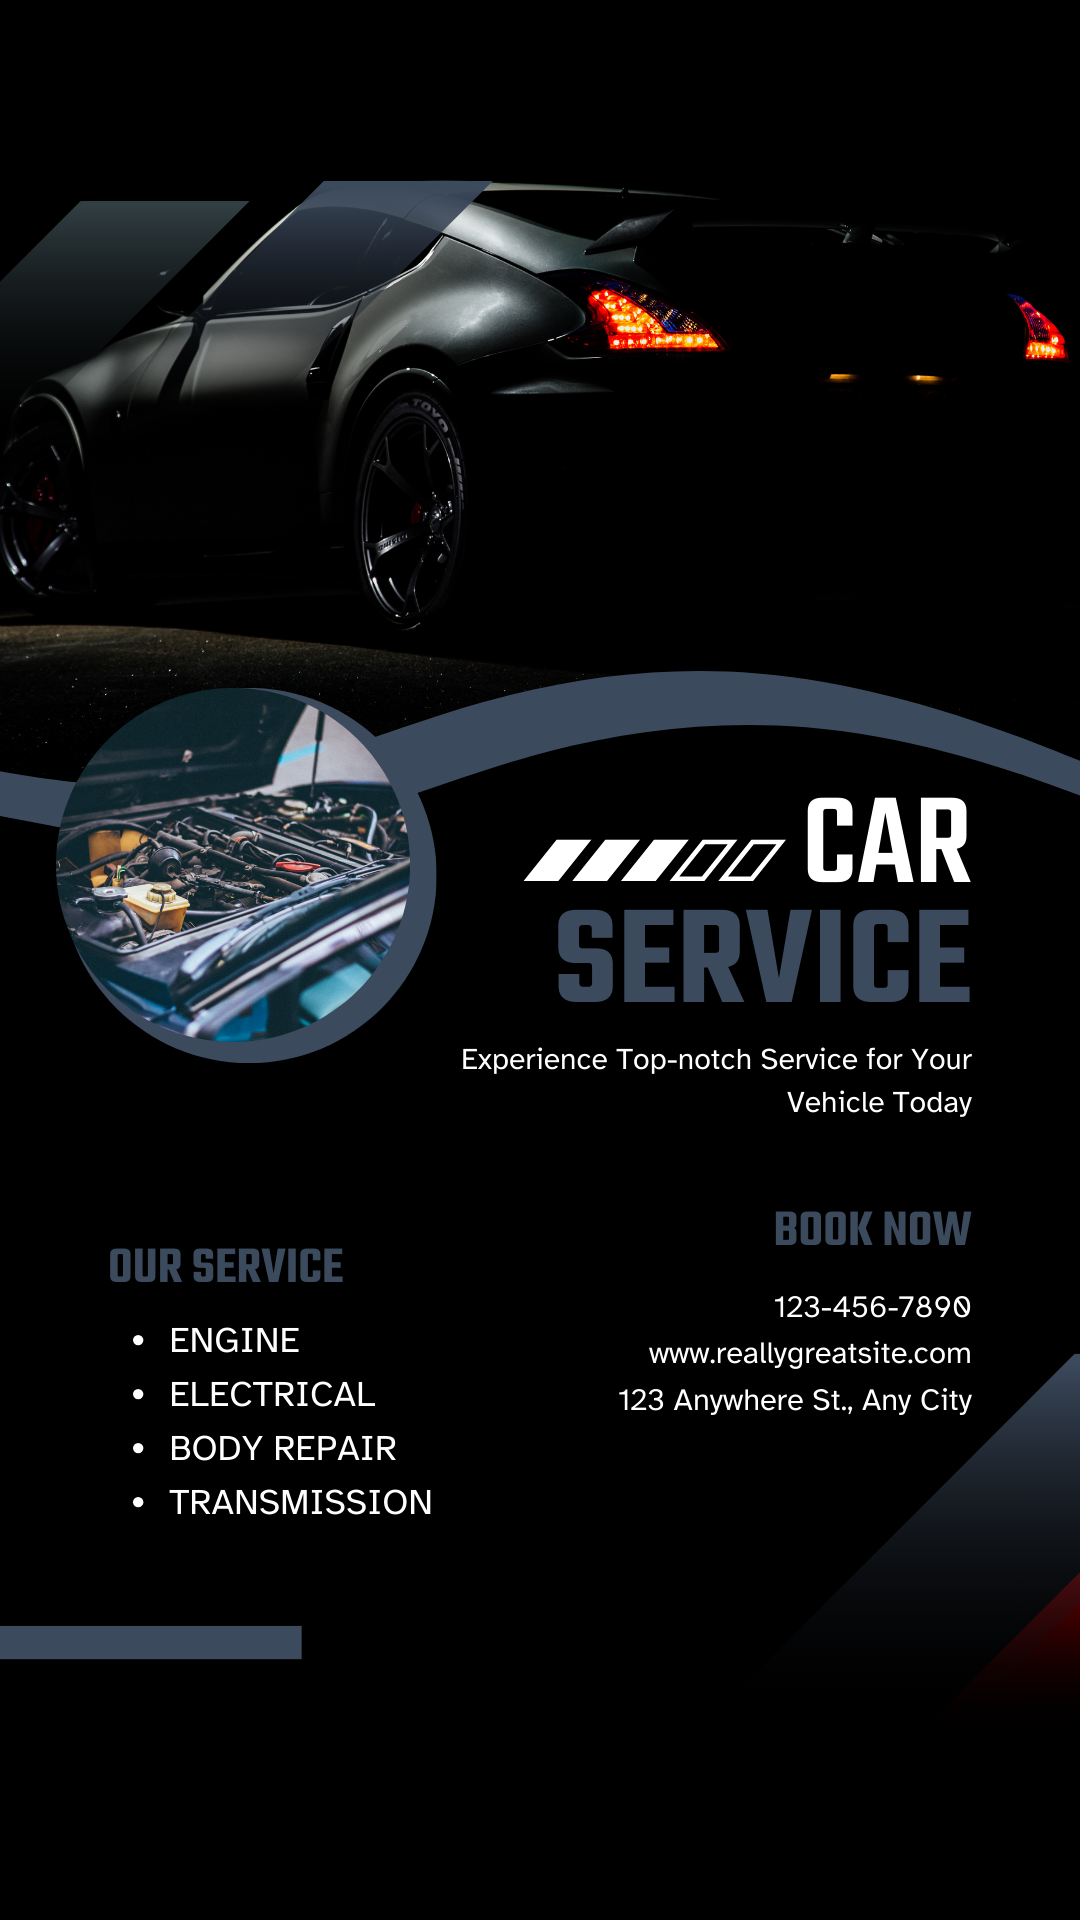 TOYO
CAR
SERVICE
Experience Top-notch Service for Your
Vehicle Today
BOOK NOW
123-456-7890
www.reallygreatsite.com
123 Anywhere St., Any City
OUR SERVICE
• ENGINE
• ELECTRICAL
• BODY REPAIR
• TRANSMISSION